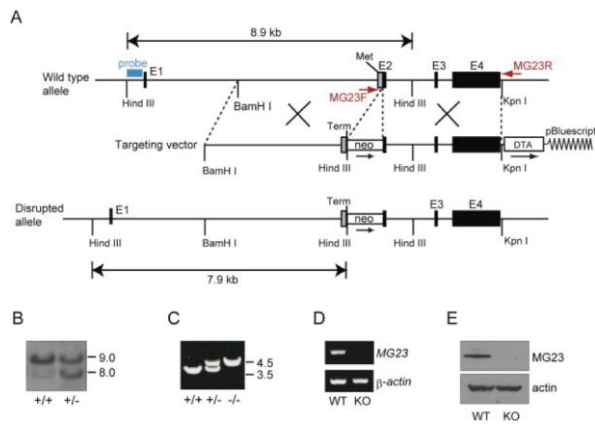 A
8.9 kb
probe
E1
Met
E2
E3
E4
MG23R
Wild type
allele
Hind III
BamH I
MG23F
Hind III
Kpn I
Term
pBluescript
Targeting vector
neo
DTA
BamH I
Hind III
Hind III
Kpn I
Disrupted
allele
E1
Term
E3
E4
neo
Hind III
BamH I
Hind III
Hind III
Kpn I
7.9 kb
B
9.0
8.0
+/+ +/-
C
4.5
3.5
+/+ +/- -/-
D
MG23
β-actin
WT KO
E
MG23
actin
WT KO